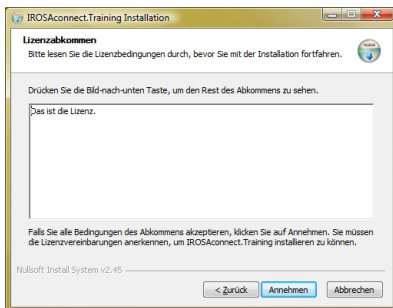 IROSAconnect.Training Installation
Lizenzabkommen
Bitte lesen Sie die Lizenzbedingungen durch, bevor Sie mit der Installation fortfahren.
Drücken Sie die Bild-nach-unten Taste, um den Rest des Abkommens zu sehen.
Das ist die Lizenz.
Falls Sie alle Bedingungen des Abkommens akzeptieren, klicken Sie auf Annehmen. Sie müssen
die Lizenzvereinbarungen anerkennen, um IROSAconnect.Training installieren zu können.
Nullsoft Install System v2.45
< Zurück Annehmen Abbrechen